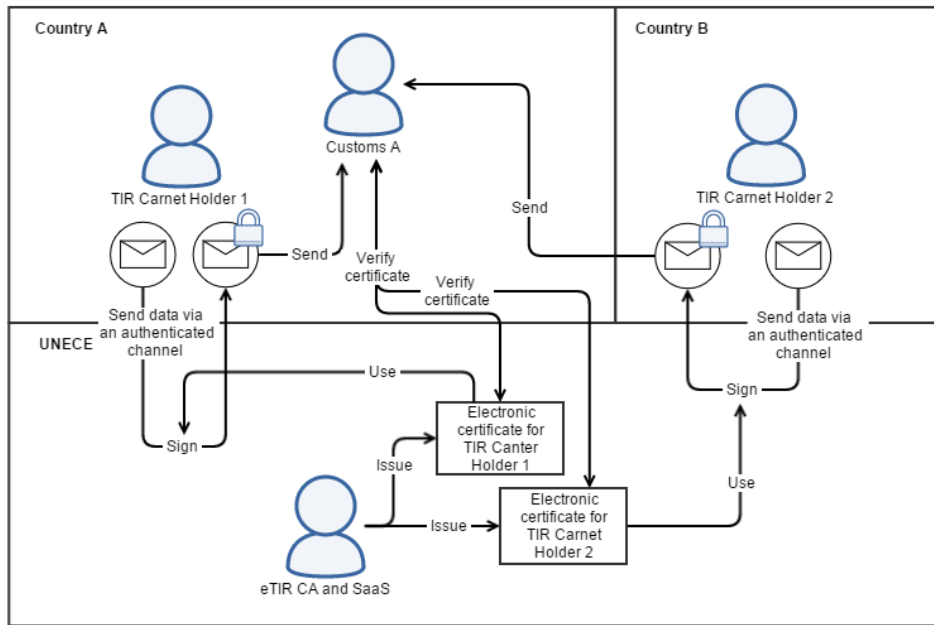 Country A
Country B
Customs A
TIR Carnet Holder 1
TIR Carnet Holder 2
Send
Send
Verify
certificate
Verify
certificate
Send data via
an authenticated
channel
Send data via
an authenticated
channel
UNECE
Use
Sign
Sign
Electronic
certificate for
TIR Canter
Holder 1
Issue
Use
Electronic
certificate for
TIR Carnet
Holder 2
Issue
eTIR CA and SaaS